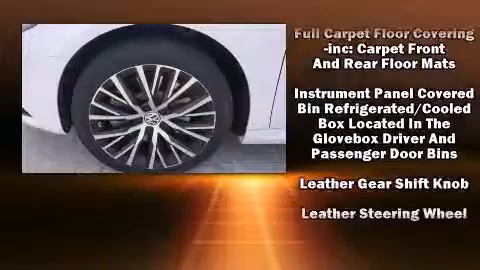 Full Carpet Floor Covering
-inc: Carpet Front
And Rear Floor Mats
Instrument Panel Covered
Bin Refrigerated/Cooled
Box Located In The
Glovebox Driver And
Passenger Door Bins
Leather Gear Shift Knob
Leather Steering Wheel